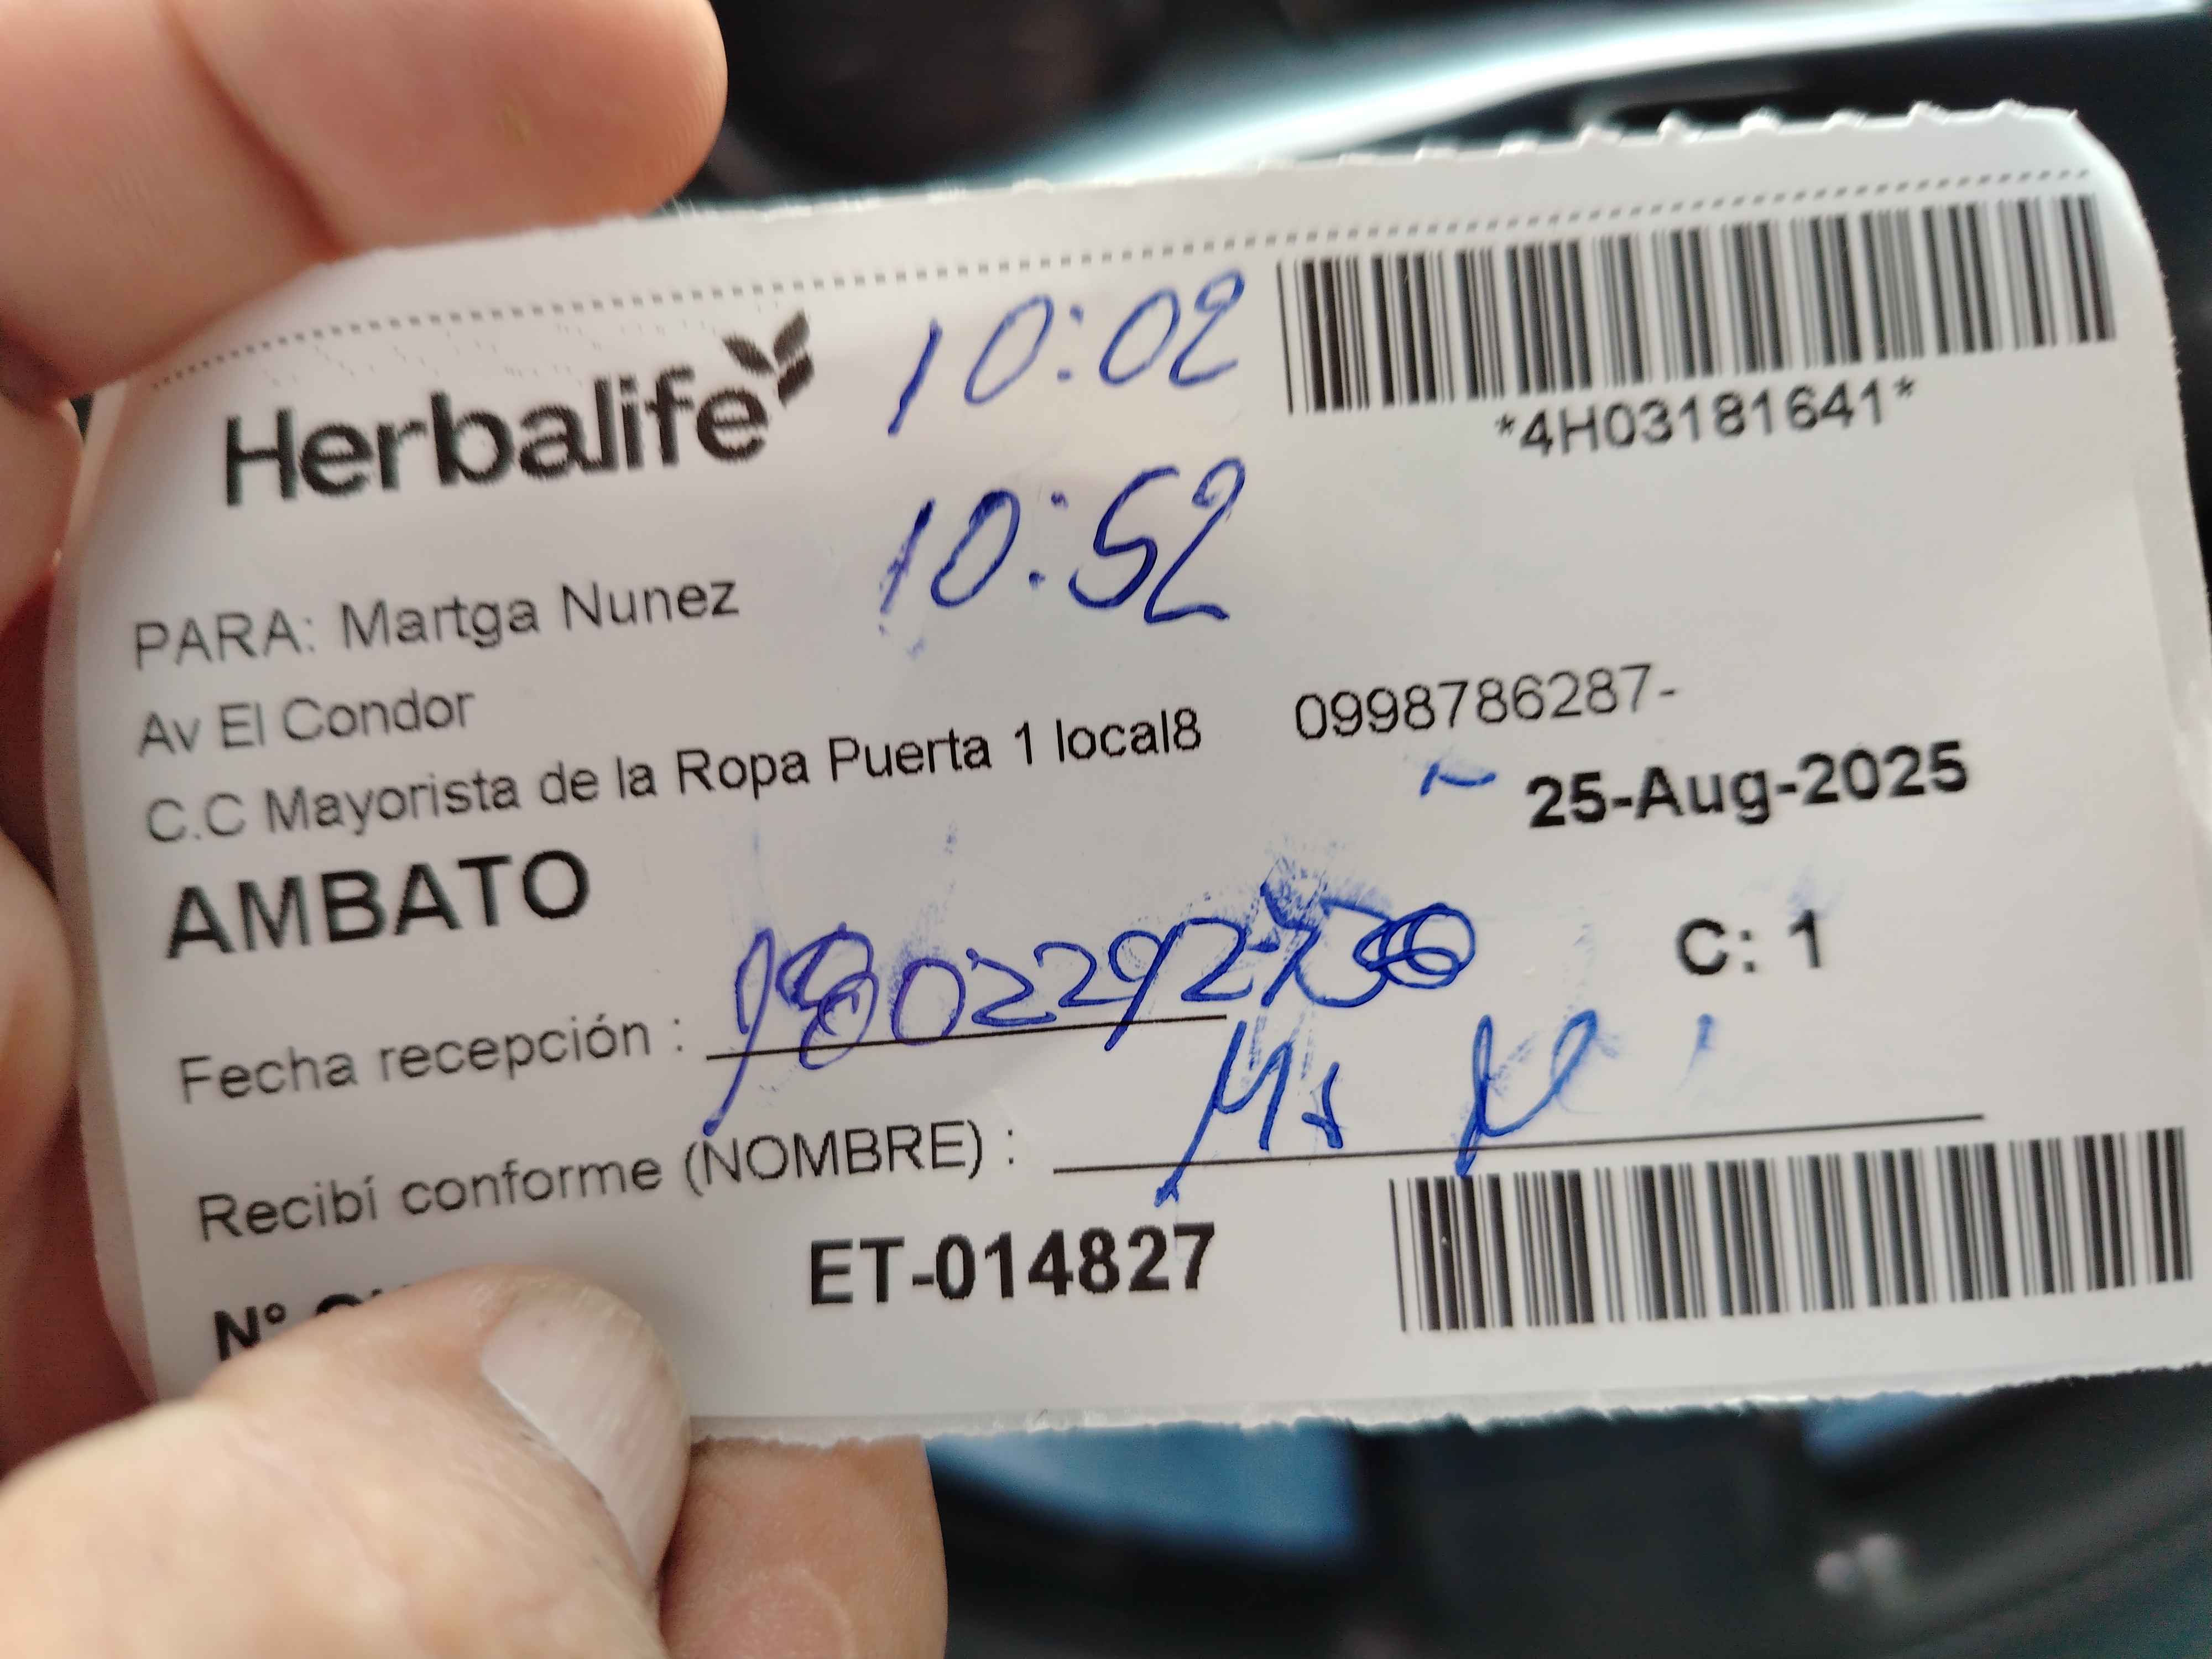 Herbalife
10:02
*4H03181641*
10:52
PARA: Martga Nunez
Av El Condor
C.C Mayorista de la Ropa Puerta 1 local8 0998786287-
25-Aug-2025
AMBATO
C: 1
Fecha recepción :
Recibí conforme (NOMBRE) :
Nº
ET-014827